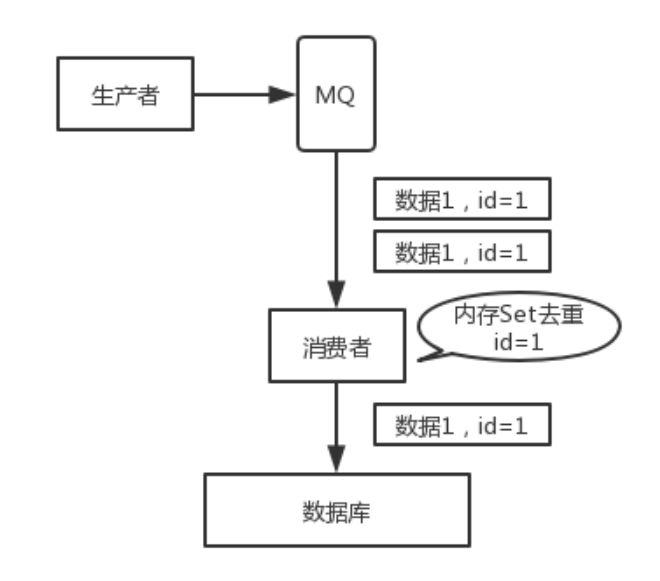 生产者
MQ
数据1，id=1
数据1，id=1
内存Set去重
id=1
消费者
数据1，id=1
数据库